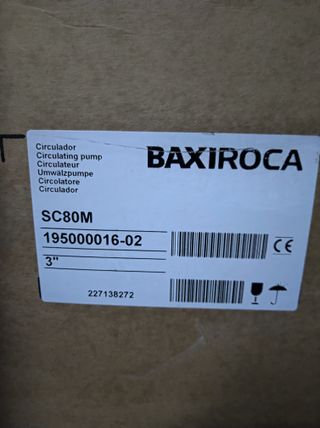 Circulador
Circulating pump
Circulateur
Umwälzpumpe
Circolatore
Circulador
BAXIROCA
SC80M
195000016-02
CE
3"
227138272